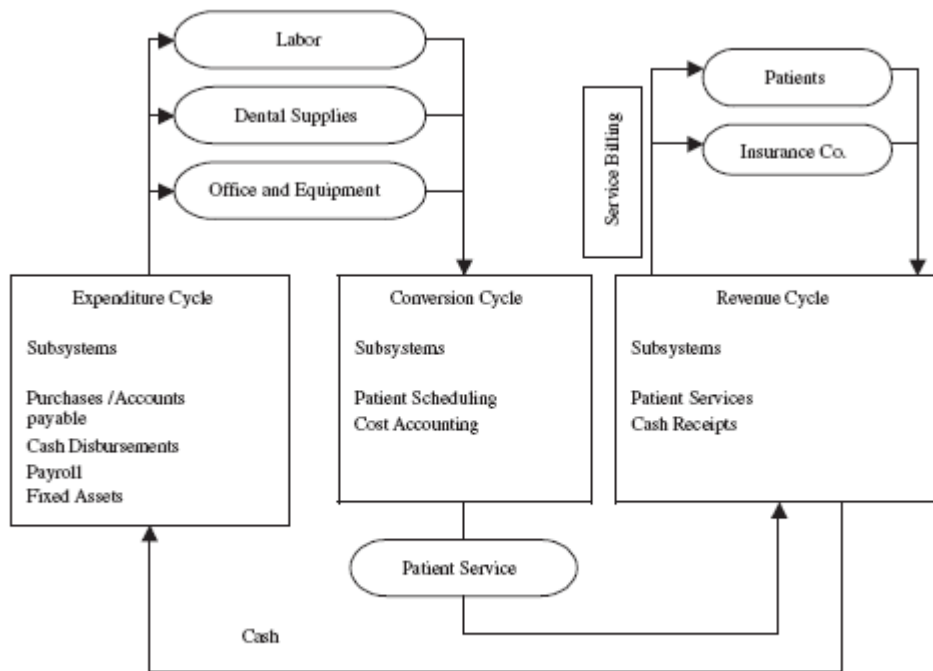 Labor
Dental Supplies
Office and Equipment
Service Billing
Patients
Insurance Co.
Expenditure Cycle
Subsystems
Purchases /Accounts
payable
Cash Disbursements
Payroll
Fixed Assets
Conversion Cycle
Subsystems
Patient Scheduling
Cost Accounting
Revenue Cycle
Subsystems
Patient Services
Cash Receipts
Patient Service
Cash